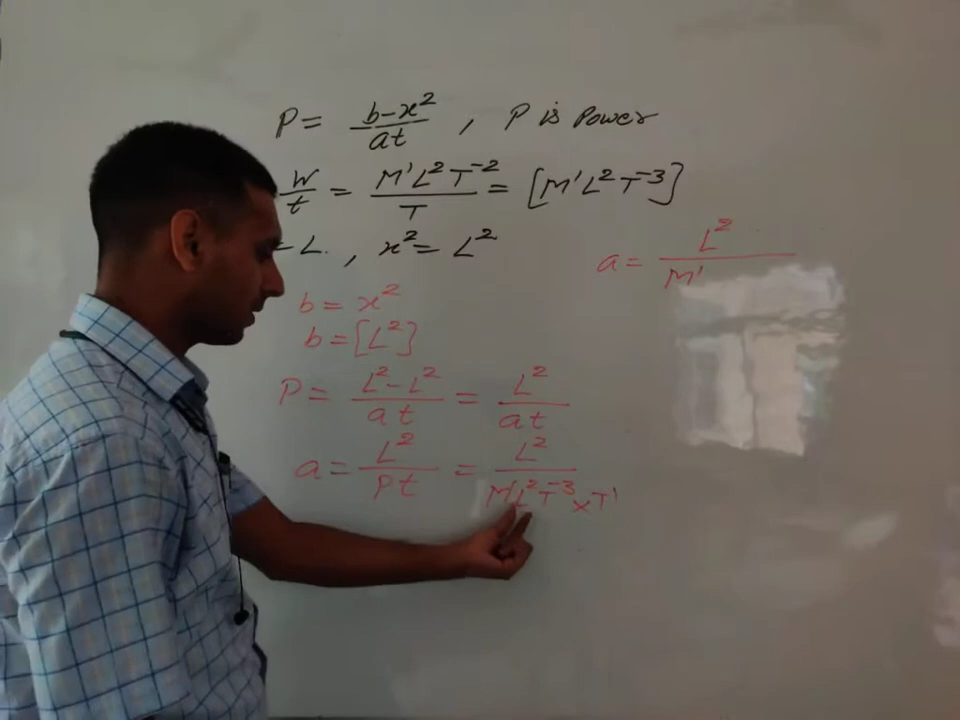 P = b-x²/at , P is Power
W/t = M¹L²T⁻²/T = [M¹L²T⁻³]
- L. , x² = L²
a = L²/M¹
b = x²
b = [L²]
P = L²-L²/at = L²/at
a = L²/Pt = L²/M¹L²T⁻³×T¹